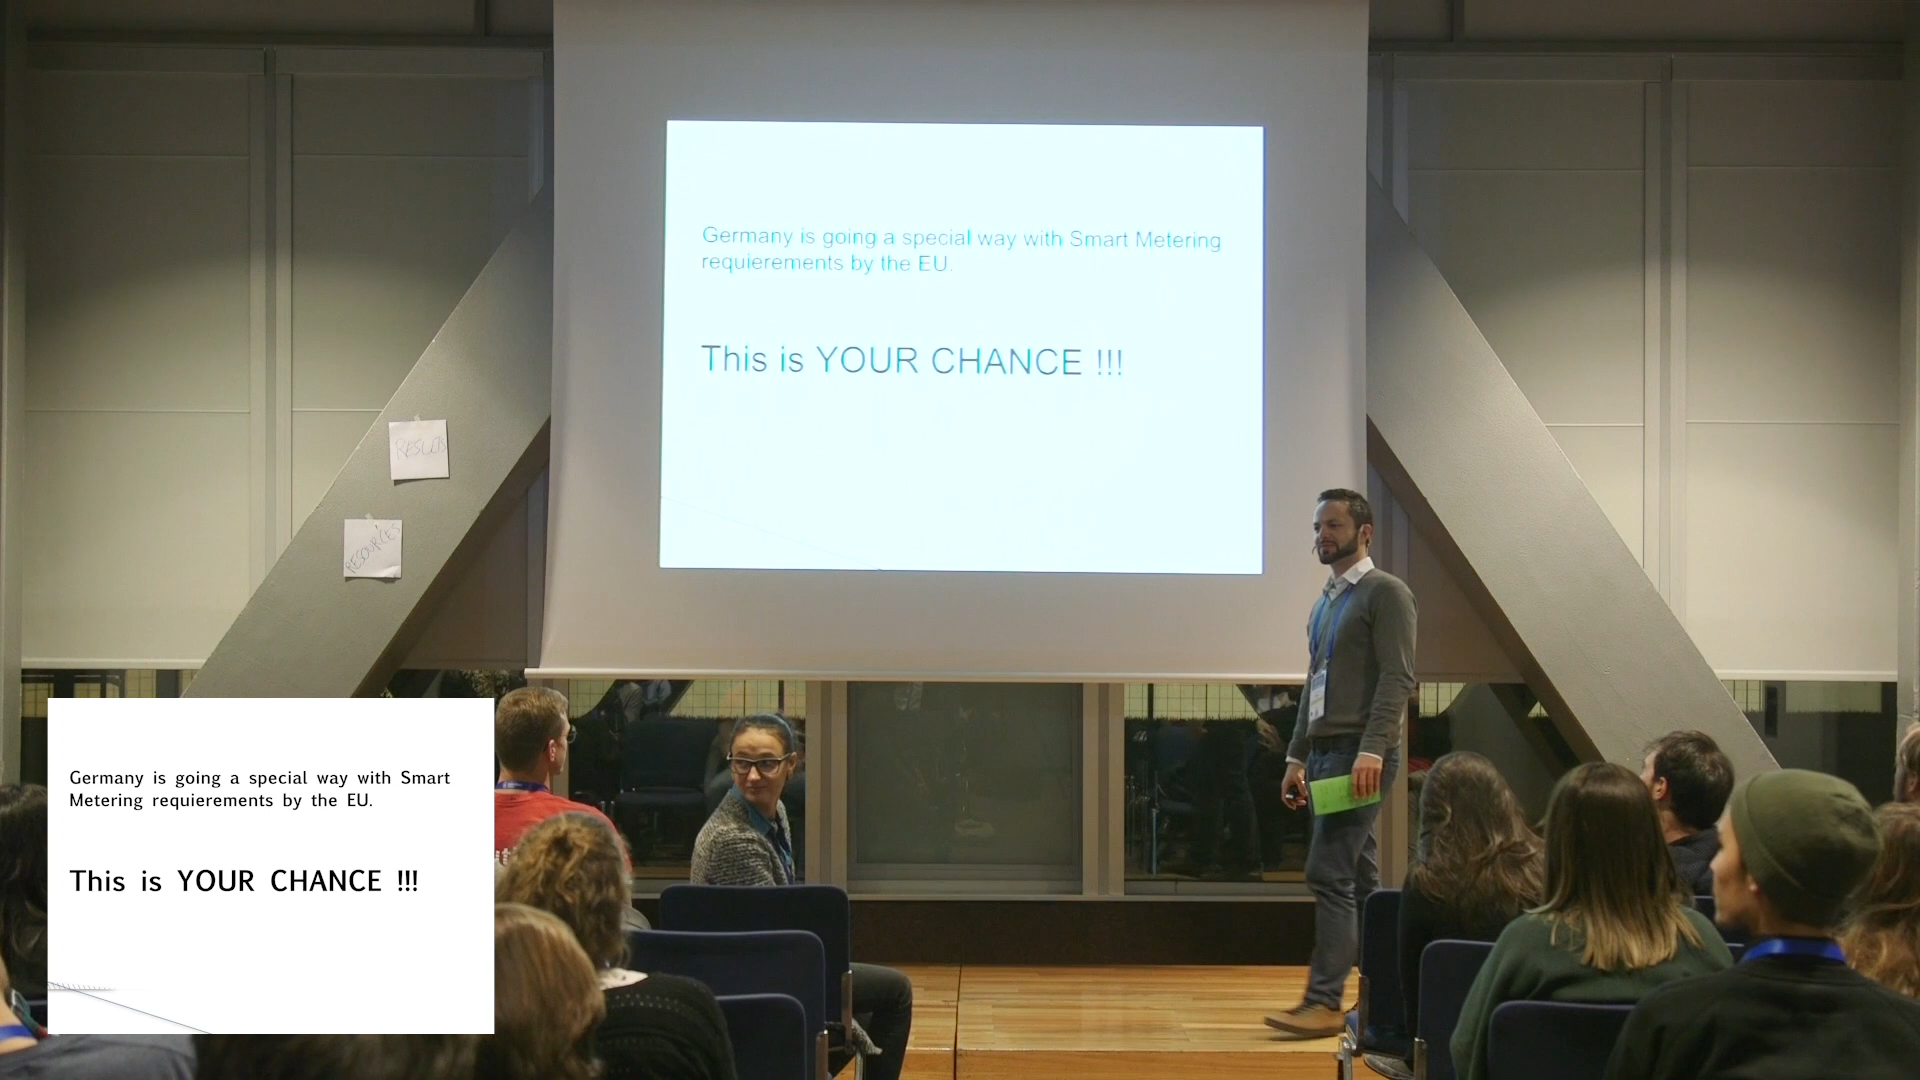 Germany is going a special way with Smart Metering
requierements by the EU.
This is YOUR CHANCE !!!
RESOURCES
Germany is going a special way with Smart
Metering requierements by the EU.
This is YOUR CHANCE !!!